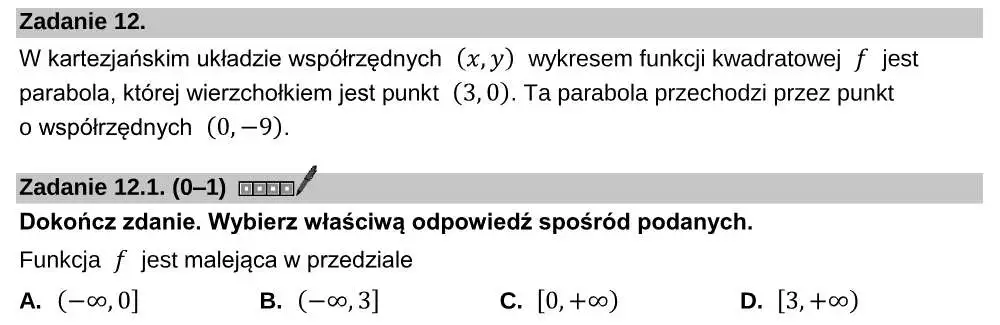 Zadanie 12.
W kartezjańskim układzie współrzędnych (x, y) wykresem funkcji kwadratowej f jest
parabola, której wierzchołkiem jest punkt (3, 0). Ta parabola przechodzi przez punkt
o współrzędnych (0, −9).
Zadanie 12.1. (0–1)
Dokończ zdanie. Wybierz właściwą odpowiedź spośród podanych.
Funkcja f jest malejąca w przedziale
A. (−∞, 0] B. (−∞, 3] C. [0, +∞) D. [3, +∞)